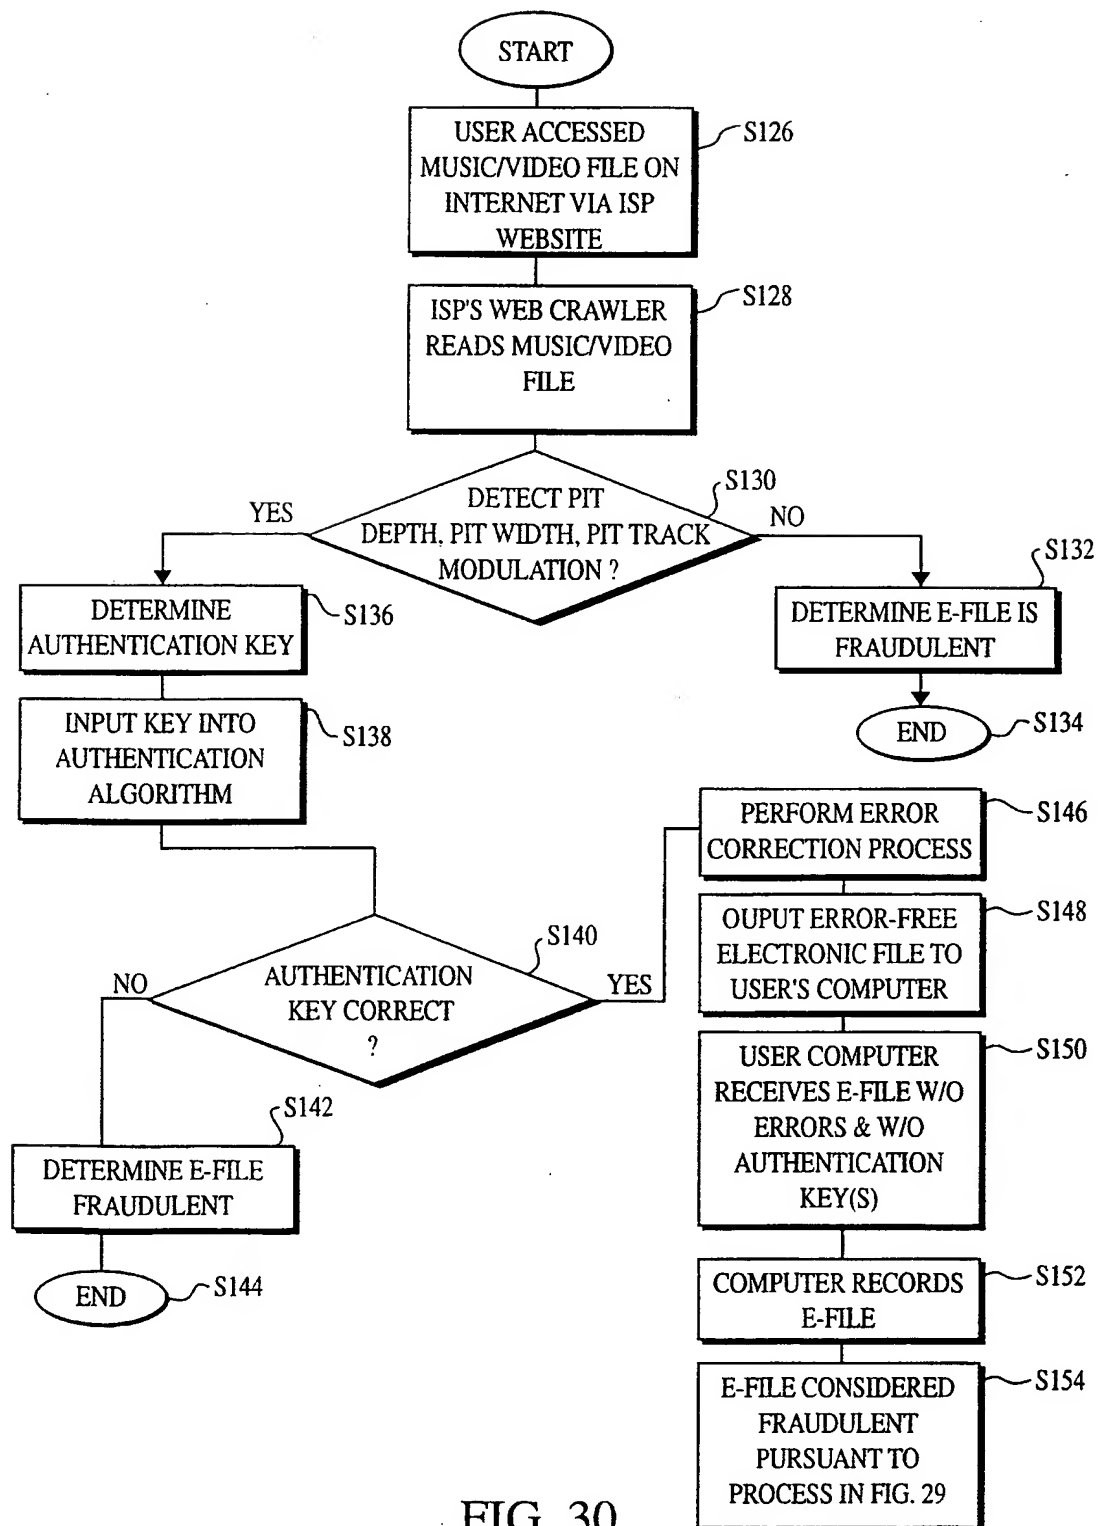 START
USER ACCESSED
MUSIC/VIDEO FILE ON
INTERNET VIA ISP
WEBSITE
S126
ISP'S WEB CRAWLER
READS MUSIC/VIDEO
FILE
S128
DETECT PIT
DEPTH, PIT WIDTH, PIT TRACK
MODULATION ?
S130
YES
NO
DETERMINE E-FILE IS
FRAUDULENT
S132
END
S134
DETERMINE
AUTHENTICATION KEY
S136
INPUT KEY INTO
AUTHENTICATION
ALGORITHM
S138
AUTHENTICATION
KEY CORRECT
?
S140
NO
YES
DETERMINE E-FILE
FRAUDULENT
S142
END
S144
PERFORM ERROR
CORRECTION PROCESS
S146
OUPUT ERROR-FREE
ELECTRONIC FILE TO
USER'S COMPUTER
S148
USER COMPUTER
RECEIVES E-FILE W/O
ERRORS & W/O
AUTHENTICATION
KEY(S)
S150
COMPUTER RECORDS
E-FILE
S152
E-FILE CONSIDERED
FRAUDULENT
PURSUANT TO
PROCESS IN FIG. 29
S154
FIG. 30